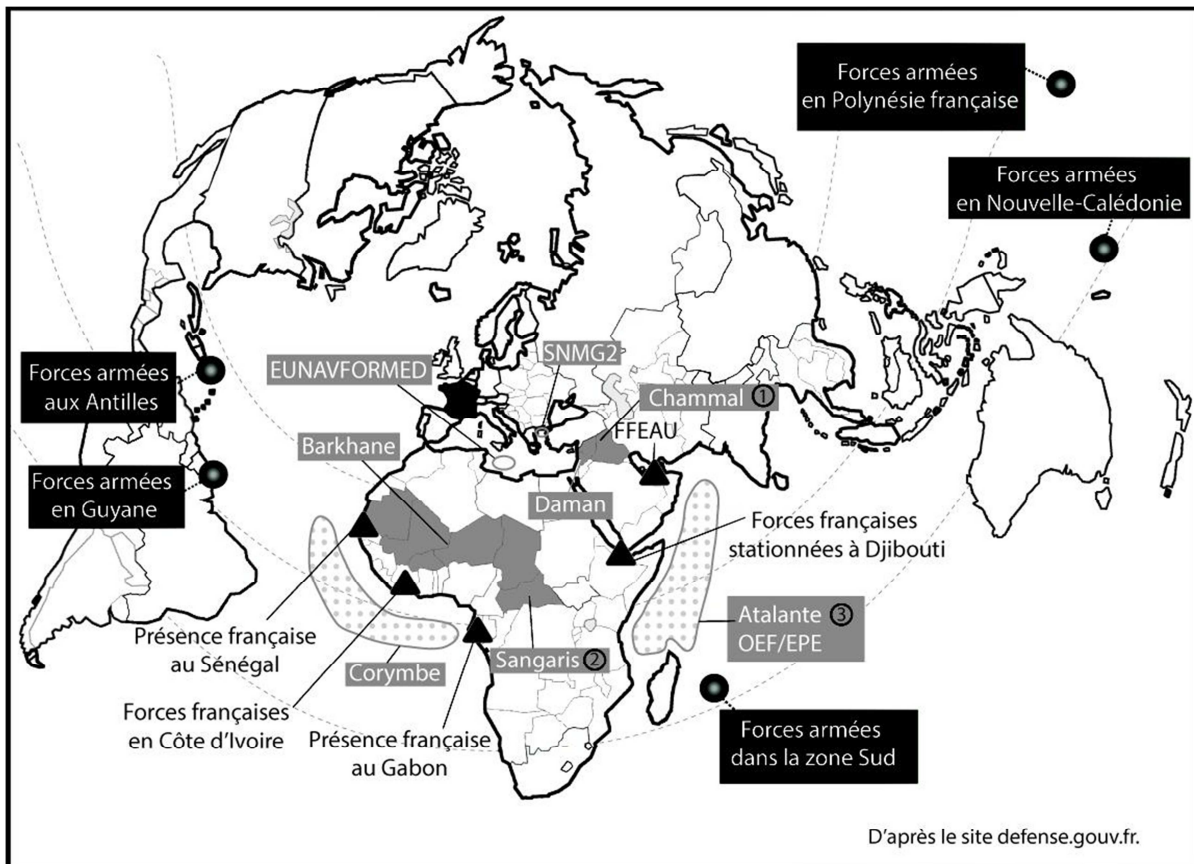 Forces armées
en Polynésie française
Forces armées
en Nouvelle-Calédonie
SNMG2
EUNAVFORMED
Forces armées
aux Antilles
Chammal ①
FFEAU
Barkhane
Forces armées
en Guyane
Daman
Forces françaises
stationnées à Djibouti
Présence française
au Sénégal
Corymbe
Sangaris ②
Atalante ③
OEF/EPE
Forces françaises
en Côte d'Ivoire
Présence française
au Gabon
Forces armées
dans la zone Sud
D'après le site defense.gouv.fr.